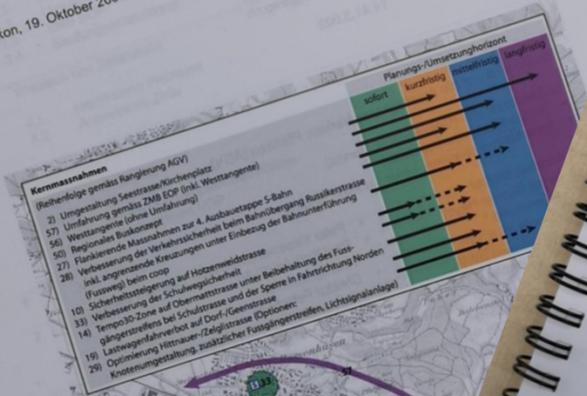 kon, 19. Oktober 20
Planungs-/Umsetzungshorizont
sofort kurzfristig mittelfristig langfristig
Kernmassnahmen
(Reihenfolge gemäss Rangierung AGV)
2) Umgestaltung Seestrasse/Kirchenplatz
57) Umfahrung gemäss ZMB EOP (inkl. Westtangente)
56) Westtangente (ohne Umfahrung)
50) Regionales Buskonzept
27) Flankierende Massnahmen zur 4. Ausbauetappe S-Bahn
28) Verbesserung der Verkehrssicherheit beim Bahnübergang Russikerstrasse
inkl. angrenzende Kreuzungen unter Einbezug der Bahnunterführung
(Fussweg) beim coop
10) Sicherheitssteigerung auf Hotzenweidstrasse
33) Verbesserung der Schulwegsicherheit
14) Tempo30-Zone auf Obermattstrasse unter Beibehaltung des Fuss-
gängerstreifens bei Schulstrasse und der Sperre in Fahrtrichtung Norden
19) Lastwagenfahrverbot auf Dorf-/Geenstrasse
29) Optimierung Hittnauer-/Zelglistrasse (Optionen:
Knotenumgestaltung, zusätzlicher Fussgängerstreifen, Lichtsignalanlage)
33
57